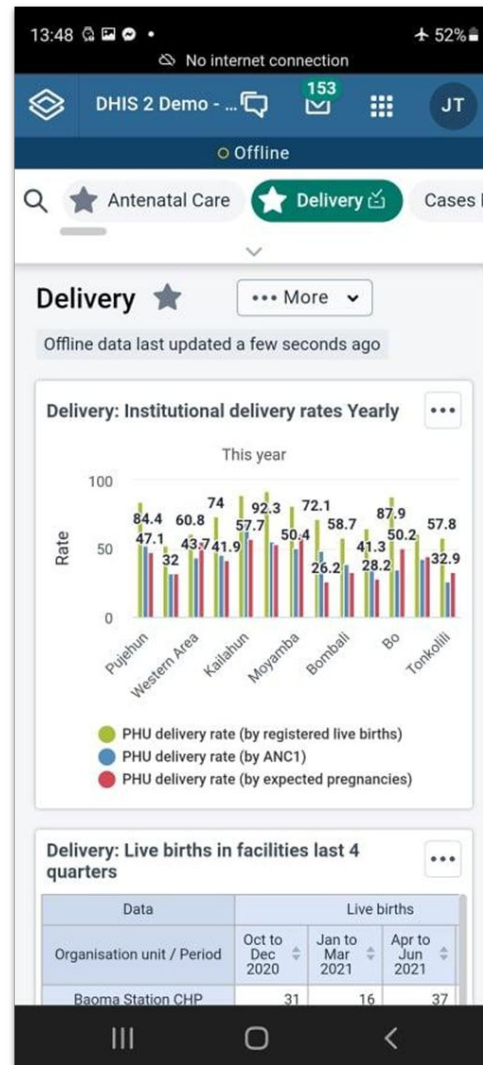 13:48
52%
No internet connection
DHIS 2 Demo - ...
153
JT
Offline
Antenatal Care
Delivery
Cases
Delivery
••• More
Offline data last updated a few seconds ago
Delivery: Institutional delivery rates Yearly
This year
100
50
0
Rate
84.4
47.1
32
60.8
43.7
74
41.9
57.7
92.3
50.4
72.1
26.2
58.7
41.3
28.2
87.9
50.2
57.8
32.9
Pujehun
Western Area
Kailahun
Moyamba
Bombali
Bo
Tonkolili
PHU delivery rate (by registered live births)
PHU delivery rate (by ANC1)
PHU delivery rate (by expected pregnancies)
Delivery: Live births in facilities last 4
quarters
Data
Live births
Organisation unit / Period
Oct to
Dec
2020
Jan to
Mar
2021
Apr to
Jun
2021
Baoma Station CHP
31
16
37